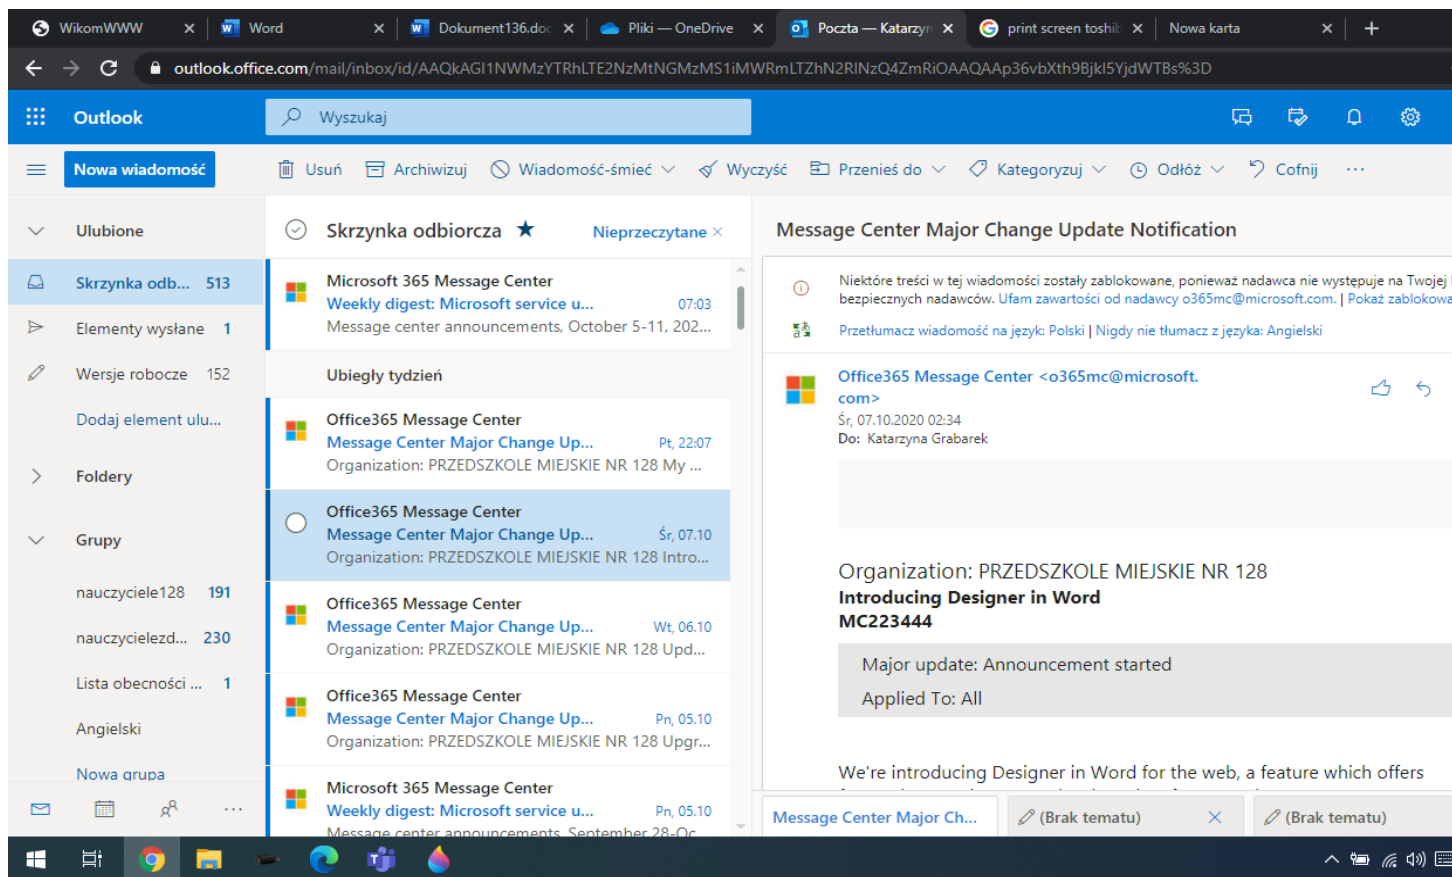 WikomWWW
Word
Dokument136.doc
Pliki — OneDrive
Poczta — Katarzyn
print screen toshib
Nowa karta
outlook.office.com/mail/inbox/id/AAQkAGI1NWMzYTRhLTE2NzMtNGMzMS1iMWRmLTZhN2RlNzQ4ZmRiOAAQAAp36vbXth9Bjkl5YjdWTBs%3D
Outlook
Wyszukaj
Nowa wiadomość
Usuń
Archiwizuj
Wiadomość-śmieć
Wyczyść
Przenieś do
Kategoryzuj
Odłóż
Cofnij
Ulubione
Skrzynka odb... 513
Elementy wysłane 1
Wersje robocze 152
Dodaj element ulu...
Foldery
Grupy
nauczyciele128 191
nauczycielezd... 230
Lista obecności ... 1
Angielski
Nowa grupa
Skrzynka odbiorcza
Nieprzeczytane
Microsoft 365 Message Center
Weekly digest: Microsoft service u... 07:03
Message center announcements, October 5-11, 202...
Ubiegły tydzień
Office365 Message Center
Message Center Major Change Up... Pt, 22:07
Organization: PRZEDSZKOLE MIEJSKIE NR 128 My ...
Office365 Message Center
Message Center Major Change Up... Śr, 07.10
Organization: PRZEDSZKOLE MIEJSKIE NR 128 Intro...
Office365 Message Center
Message Center Major Change Up... Wt, 06.10
Organization: PRZEDSZKOLE MIEJSKIE NR 128 Upd...
Office365 Message Center
Message Center Major Change Up... Pn, 05.10
Organization: PRZEDSZKOLE MIEJSKIE NR 128 Upgr...
Microsoft 365 Message Center
Weekly digest: Microsoft service u... Pn, 05.10
Message center announcements, September 28-Oc
Message Center Major Change Update Notification
Niektóre treści w tej wiadomości zostały zablokowane, ponieważ nadawca nie występuje na Twojej
bezpiecznych nadawców. Ufam zawartości od nadawcy o365mc@microsoft.com. | Pokaż zablokowa
Przetłumacz wiadomość na język: Polski | Nigdy nie tłumacz z języka: Angielski
Office365 Message Center <o365mc@microsoft.
com>
Śr, 07.10.2020 02:34
Do: Katarzyna Grabarek
Organization: PRZEDSZKOLE MIEJSKIE NR 128
Introducing Designer in Word
MC223444
Major update: Announcement started
Applied To: All
We're introducing Designer in Word for the web, a feature which offers
Message Center Major Ch...
(Brak tematu)
(Brak tematu)